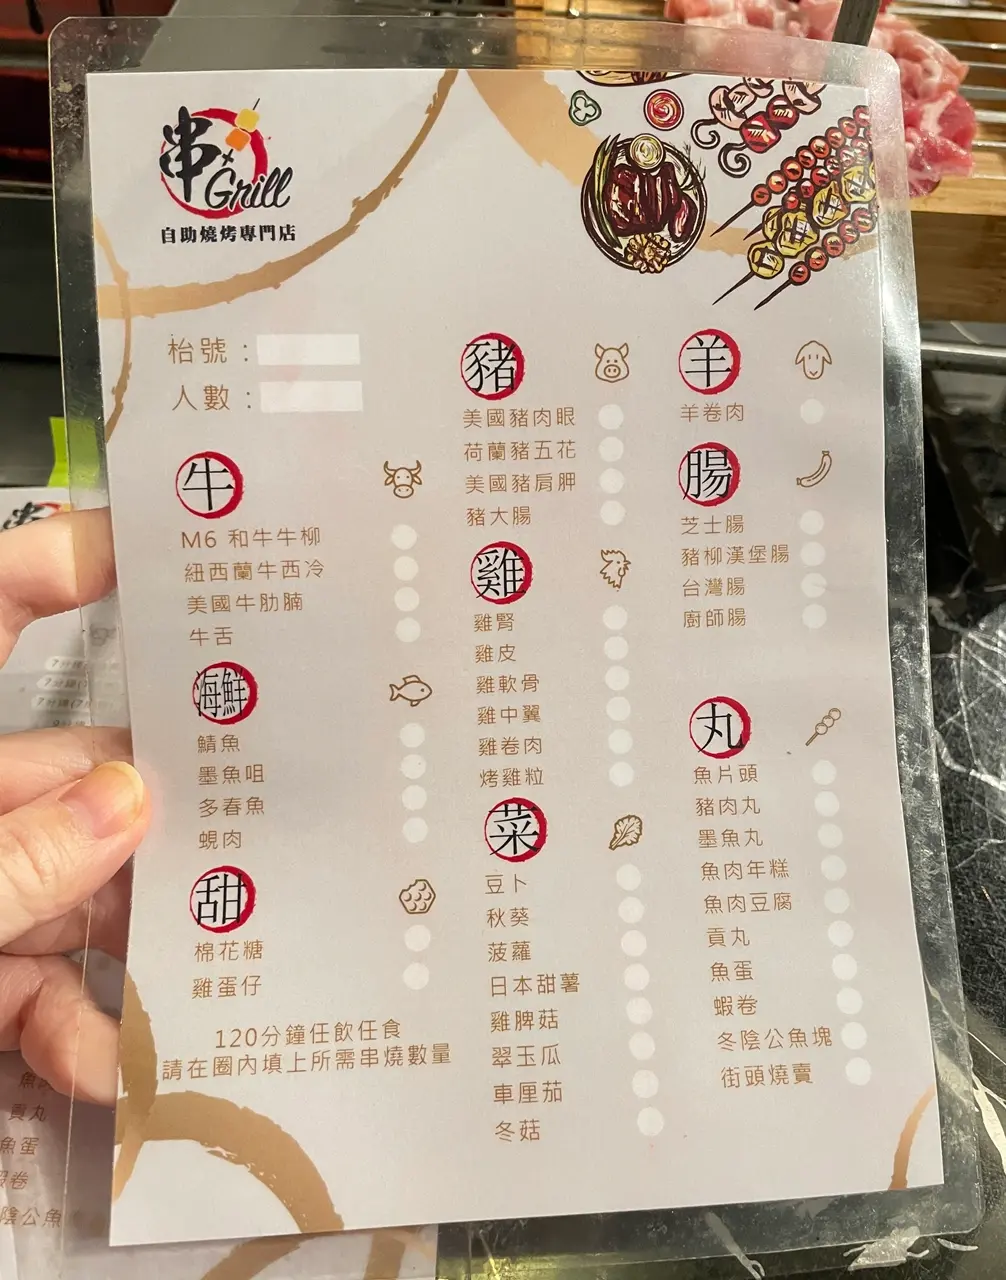 串
× Grill
自助燒烤專門店
枱號：
人數：
牛
M6 和牛牛柳
紐西蘭牛西冷
美國牛肋腩
牛舌
海鮮
鯖魚
墨魚咀
多春魚
蜆肉
甜
棉花糖
雞蛋仔
120分鐘任飲任食
請在圈內填上所需串燒數量
豬
美國豬肉眼
荷蘭豬五花
美國豬肩胛
豬大腸
雞
雞腎
雞皮
雞軟骨
雞中翼
雞卷肉
烤雞粒
菜
豆卜
秋葵
菠蘿
日本甜薯
雞脾菇
翠玉瓜
車厘茄
冬菇
羊
羊卷肉
腸
芝士腸
豬柳漢堡腸
台灣腸
廚師腸
丸
魚片頭
豬肉丸
墨魚丸
魚肉年糕
魚肉豆腐
貢丸
魚蛋
蝦卷
冬陰公魚塊
街頭燒賣
貢丸
魚蛋
陰公魚